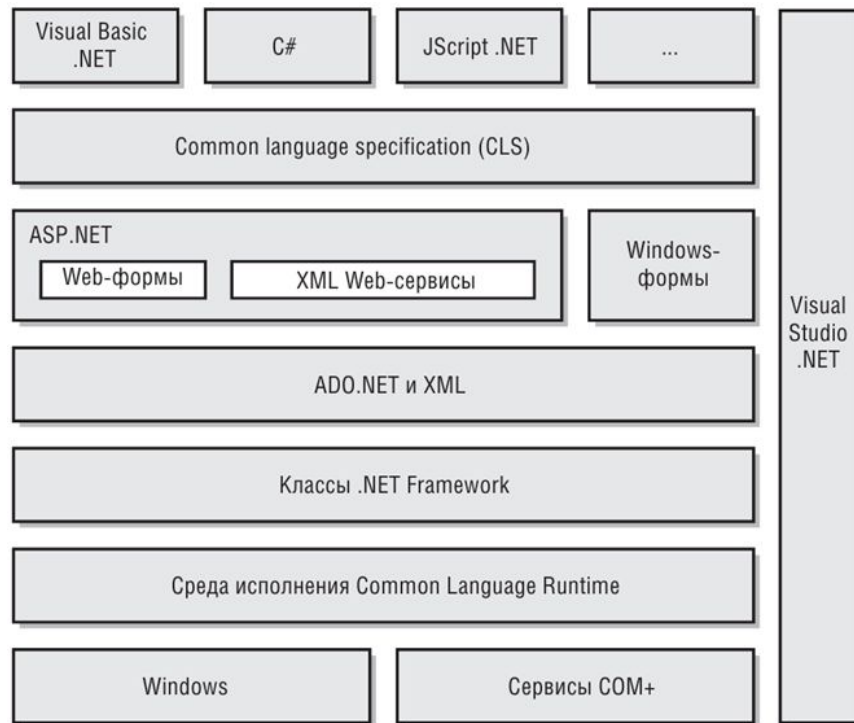 Visual Basic
.NET
C#
JScript .NET
...
Common language specification (CLS)
ASP.NET
Web-формы
XML Web-сервисы
Windows-
формы
Visual
Studio
.NET
ADO.NET и XML
Классы .NET Framework
Среда исполнения Common Language Runtime
Windows
Сервисы COM+